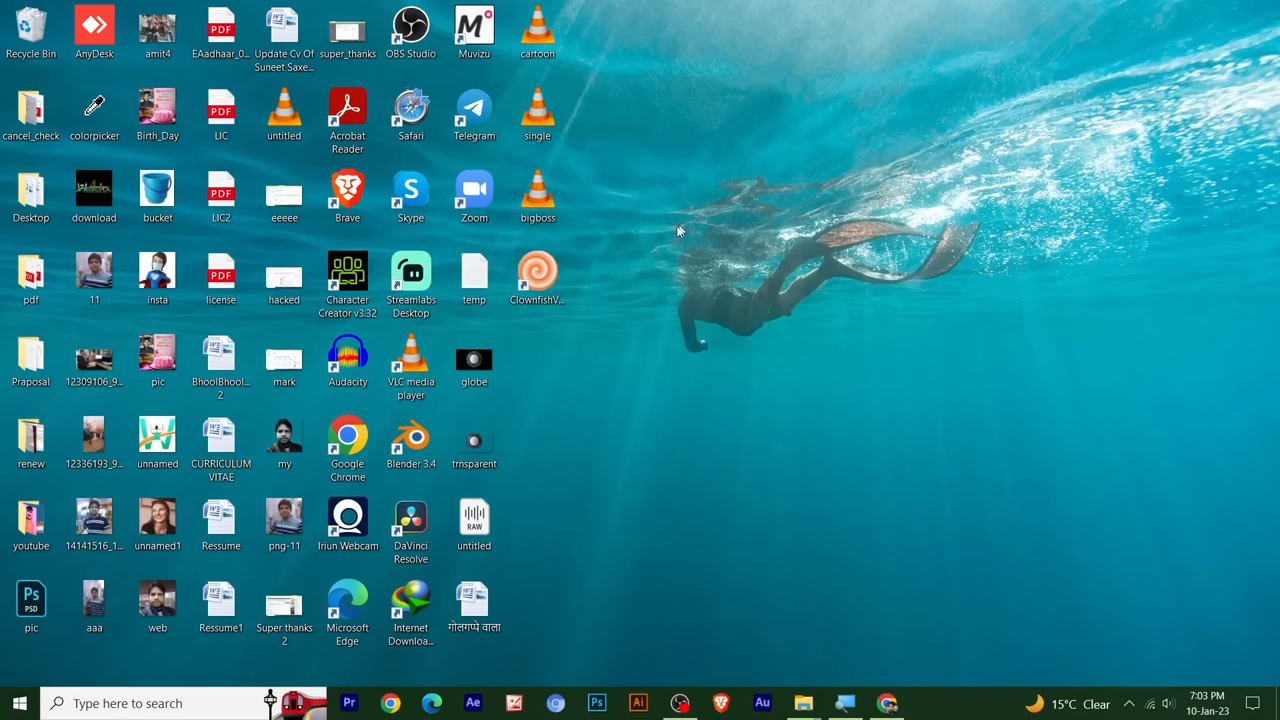 Recycle Bin
AnyDesk
amit4
EAadhaar_0...
Update Cv Of
Suneet Saxe...
super_thanks
OBS Studio
Muvizu
cartoon
cancel_check
colorpicker
Birth_Day
LIC
untitled
Acrobat
Reader
Safari
Telegram
single
Desktop
download
bucket
LIC2
eeeee
Brave
Skype
Zoom
bigboss
pdf
11
insta
license
hacked
Character
Creator v3.32
Streamlabs
Desktop
temp
ClownfishV...
Praposal
12309106_9...
pic
BhoolBhool...
2
mark
Audacity
VLC media
player
globe
renew
12336193_9...
unnamed
CURRICULUM
VITAE
my
Google
Chrome
Blender 3.4
trnsparent
youtube
14141516_1...
unnamed1
Ressume
png-11
Iriun Webcam
DaVinci
Resolve
untitled
pic
aaa
web
Ressume1
Super thanks
2
Microsoft
Edge
Internet
Downloa...
गोलगप्पे वाला
Type here to search
15°C Clear
7:03 PM
10-Jan-23